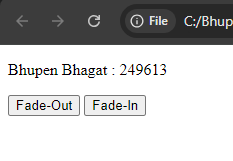 File C:/Bhup
Bhupen Bhagat : 249613
Fade-Out Fade-In